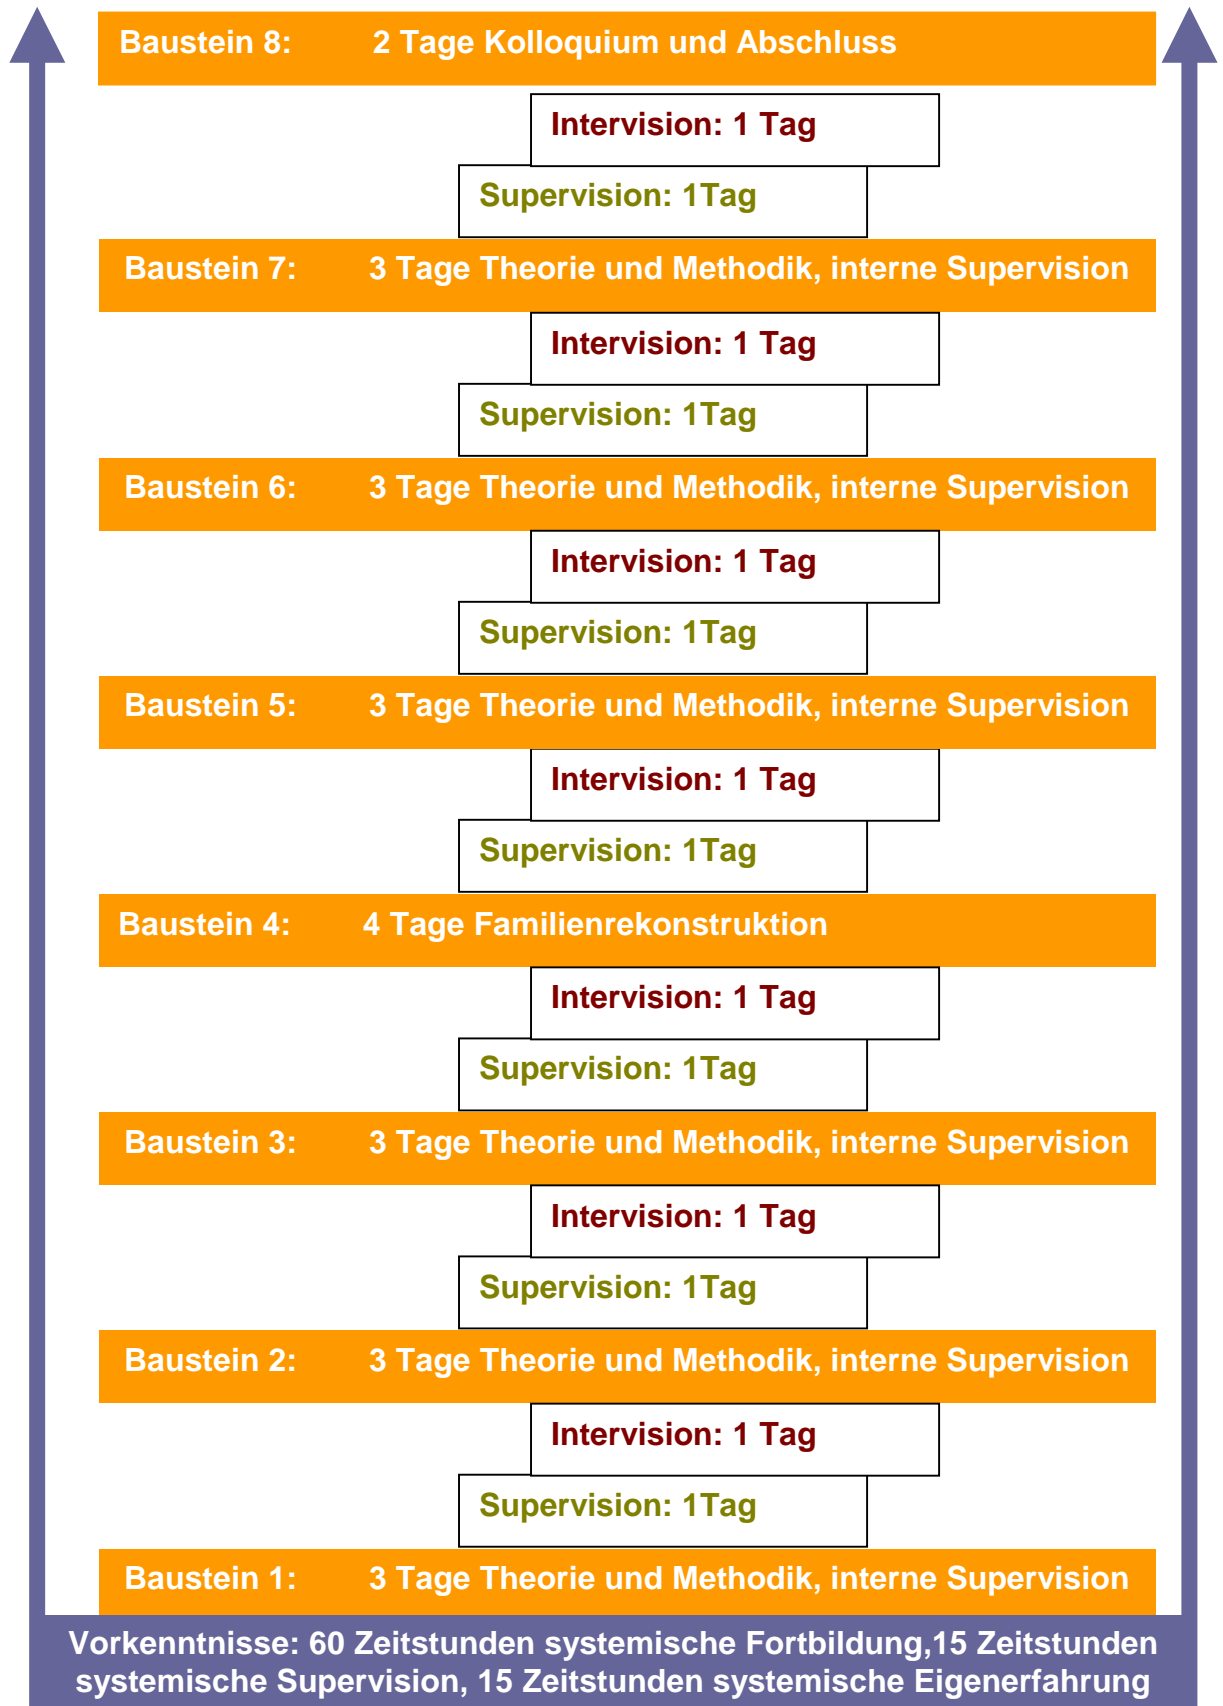 Baustein 8: 2 Tage Kolloquium und Abschluss
Intervision: 1 Tag
Supervision: 1Tag
Baustein 7: 3 Tage Theorie und Methodik, interne Supervision
Intervision: 1 Tag
Supervision: 1Tag
Baustein 6: 3 Tage Theorie und Methodik, interne Supervision
Intervision: 1 Tag
Supervision: 1Tag
Baustein 5: 3 Tage Theorie und Methodik, interne Supervision
Intervision: 1 Tag
Supervision: 1Tag
Baustein 4: 4 Tage Familienrekonstruktion
Intervision: 1 Tag
Supervision: 1Tag
Baustein 3: 3 Tage Theorie und Methodik, interne Supervision
Intervision: 1 Tag
Supervision: 1Tag
Baustein 2: 3 Tage Theorie und Methodik, interne Supervision
Intervision: 1 Tag
Supervision: 1Tag
Baustein 1: 3 Tage Theorie und Methodik, interne Supervision
Vorkenntnisse: 60 Zeitstunden systemische Fortbildung,15 Zeitstunden
systemische Supervision, 15 Zeitstunden systemische Eigenerfahrung